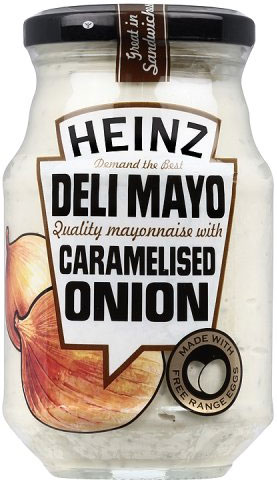 Great in
Sandwiches
HEINZ
Demand the Best
DELI MAYO
Quality mayonnaise with
CARAMELISED
ONION
MADE WITH
FREE RANGE EGGS